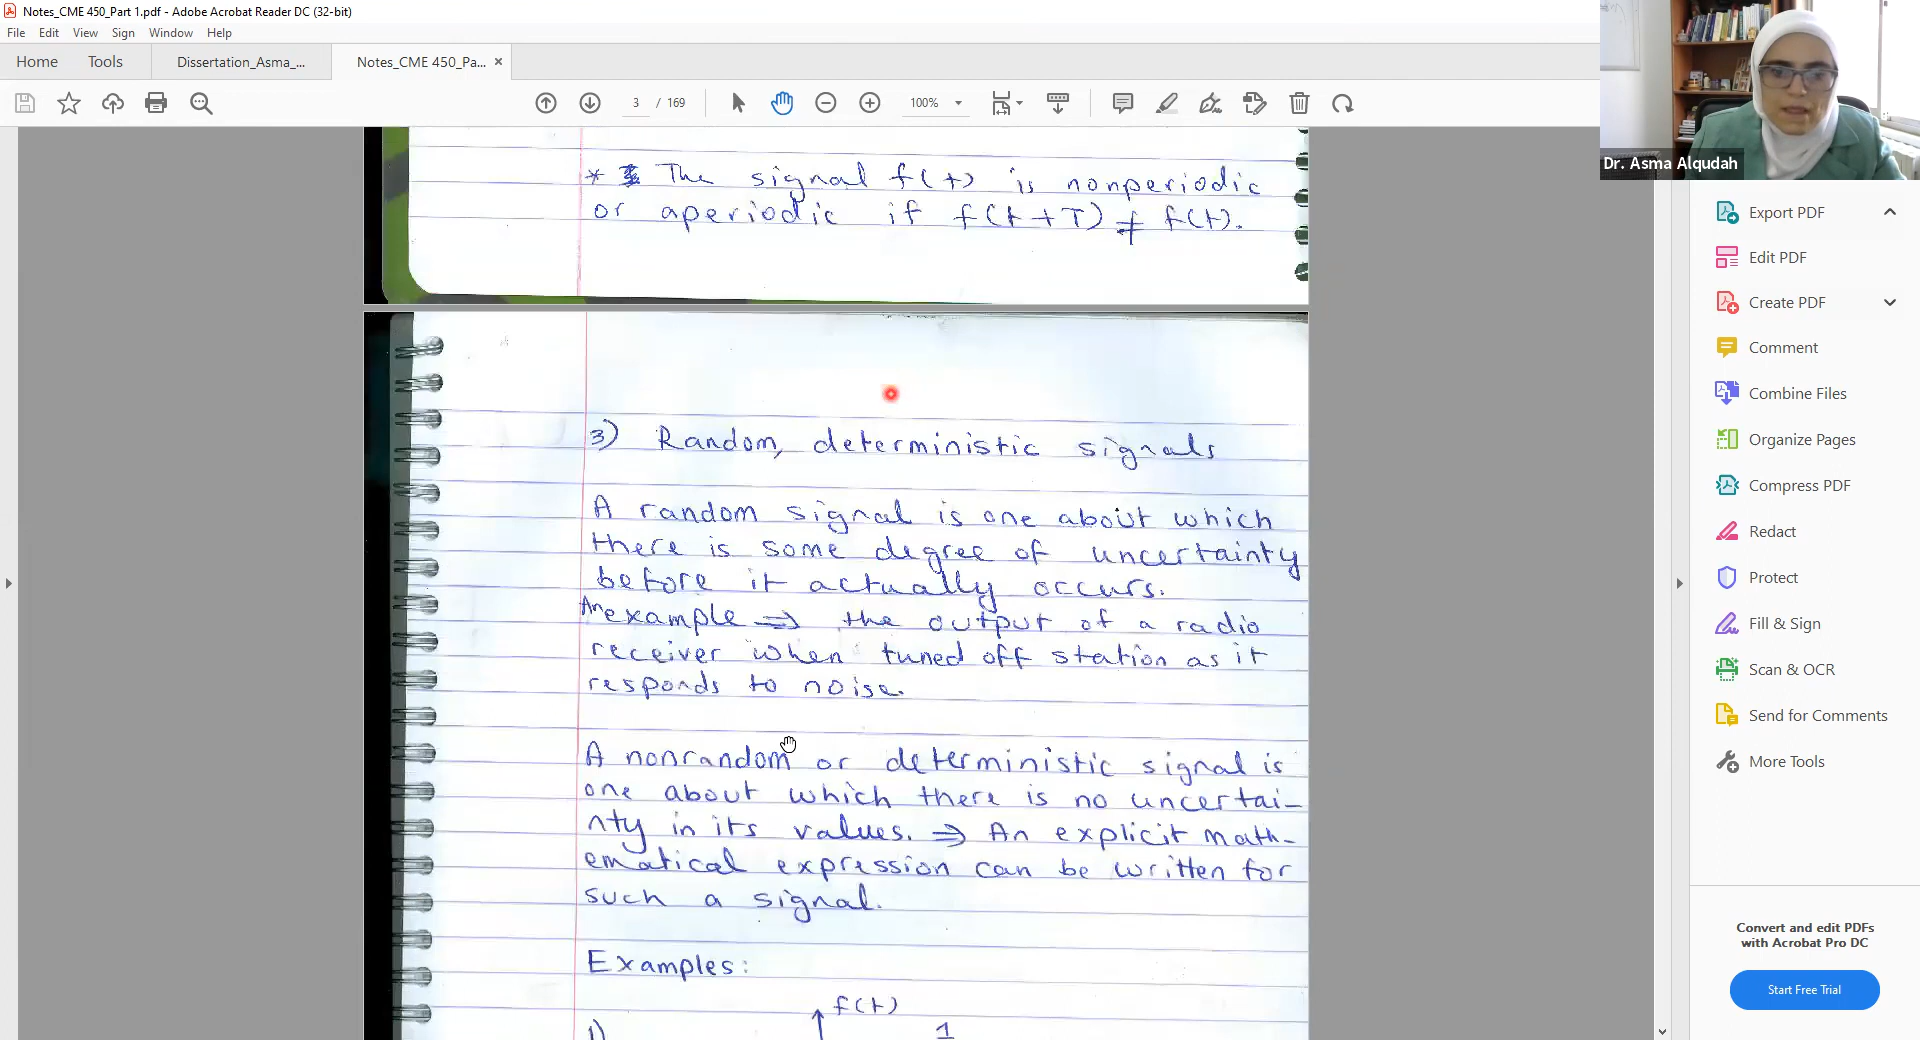 Notes_CME 450_Part 1.pdf - Adobe Acrobat Reader DC (32-bit)
File Edit View Sign Window Help
Home Tools Dissertation_Asma_... Notes_CME 450_Pa... ×
3 / 169 100%
Dr. Asma Alqudah
* The signal f(t) is nonperiodic
or aperiodic if f(t+T) ≠ f(t).
3) Random, deterministic signals
A random signal is one about which
there is some degree of uncertainty
before it actually occurs.
An example ⇒ the output of a radio
receiver when tuned off station as it
responds to noise.
A nonrandom or deterministic signal is
one about which there is no uncertai-
nty in its values. ⇒ An explicit math-
ematical expression can be written for
such a signal.
Examples:
f(t)
1)
1
Export PDF
Edit PDF
Create PDF
Comment
Combine Files
Organize Pages
Compress PDF
Redact
Protect
Fill & Sign
Scan & OCR
Send for Comments
More Tools
Convert and edit PDFs
with Acrobat Pro DC
Start Free Trial